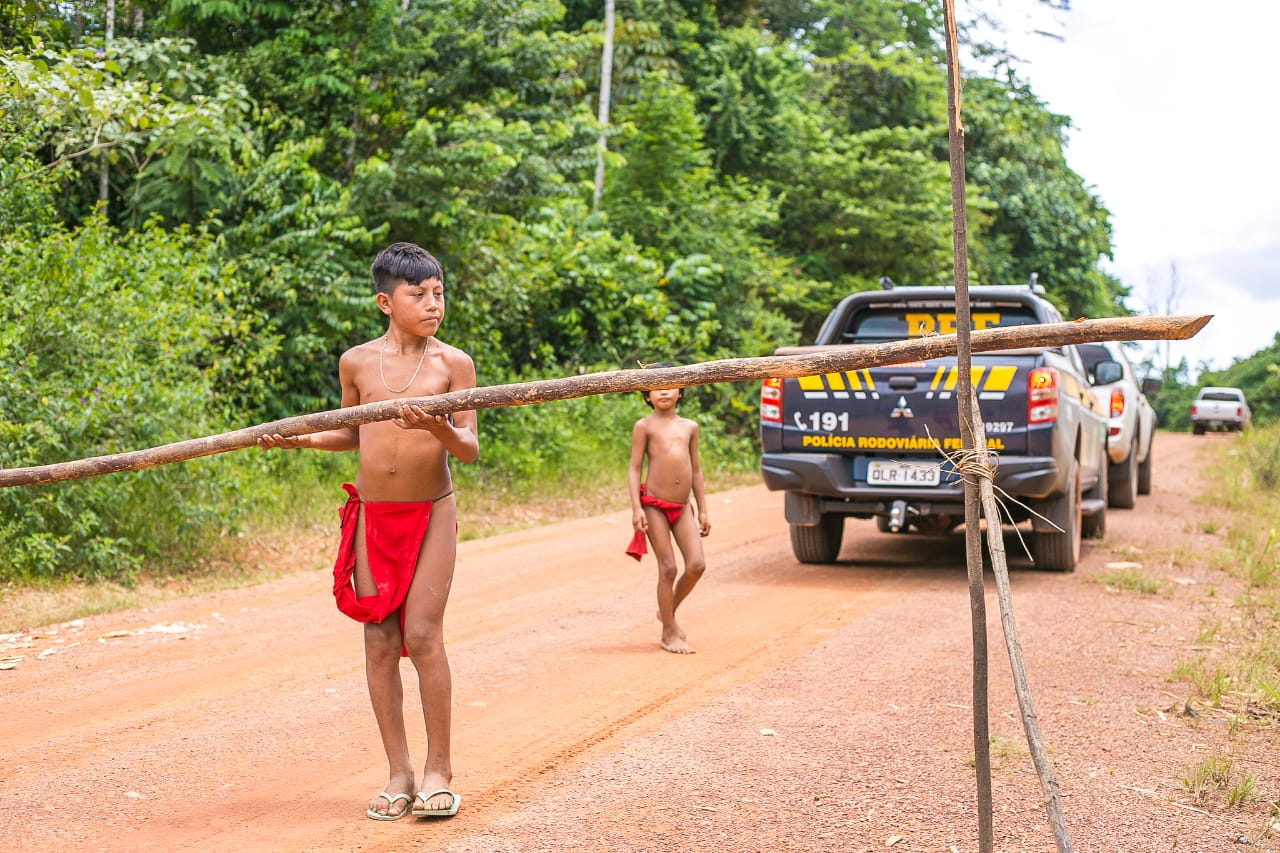 PRF
191
POLÍCIA RODOVIÁRIA FEDERAL
QLR-1433